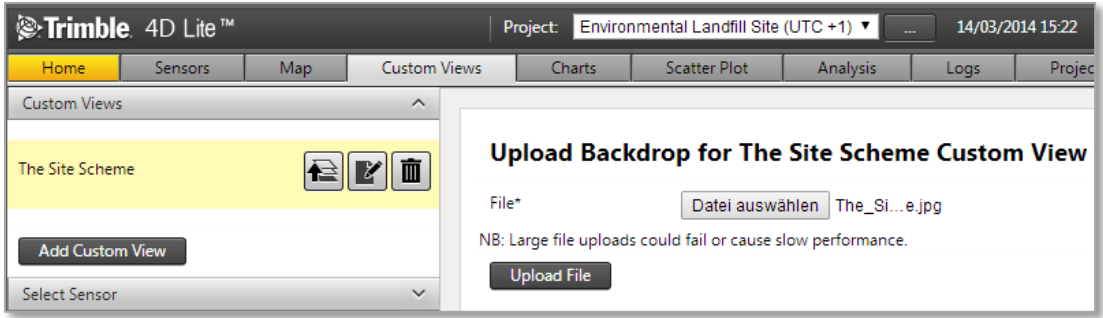 Trimble. 4D Lite™
Project: Environmental Landfill Site (UTC +1) ▼ ... 14/03/2014 15:22
Home Sensors Map Custom Views Charts Scatter Plot Analysis Logs Projec
Custom Views
The Site Scheme
Add Custom View
Select Sensor
Upload Backdrop for The Site Scheme Custom View
File* Datei auswählen The_Si...e.jpg
NB: Large file uploads could fail or cause slow performance.
Upload File